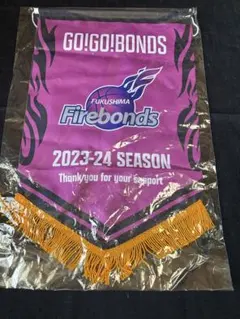 GO!GO!BONDS
FUKUSHIMA
Firebonds
2023-24 SEASON
Thank you for your support